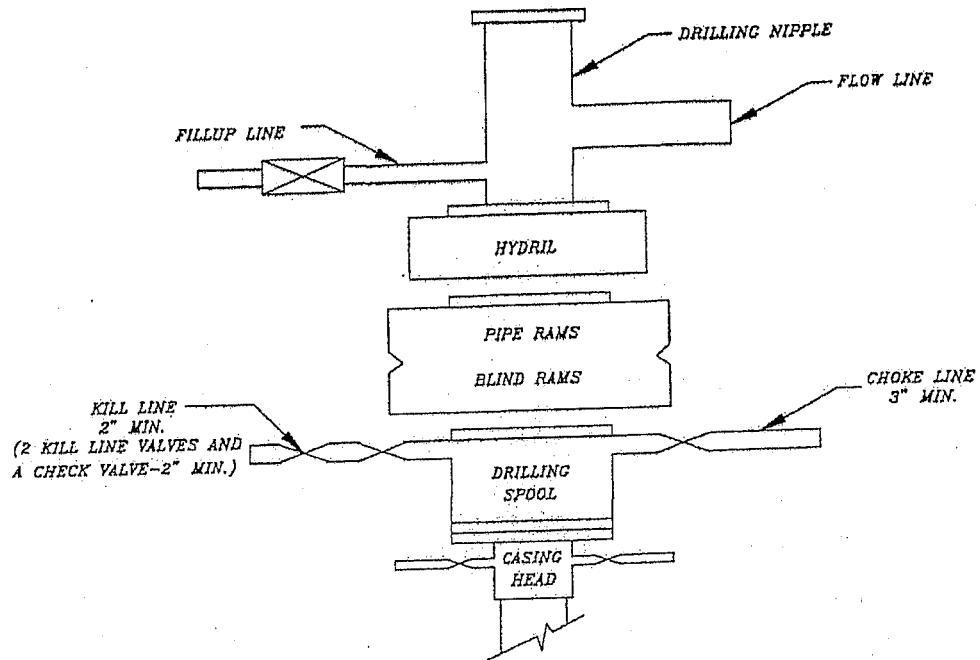 DRILLING NIPPLE
FLOW LINE
FILLUP LINE
HYDRIL
PIPE RAMS
BLIND RAMS
CHOKE LINE
3" MIN.
KILL LINE
2" MIN.
(2 KILL LINE VALVES AND
A CHECK VALVE-2" MIN.)
DRILLING
SPOOL
CASING
HEAD